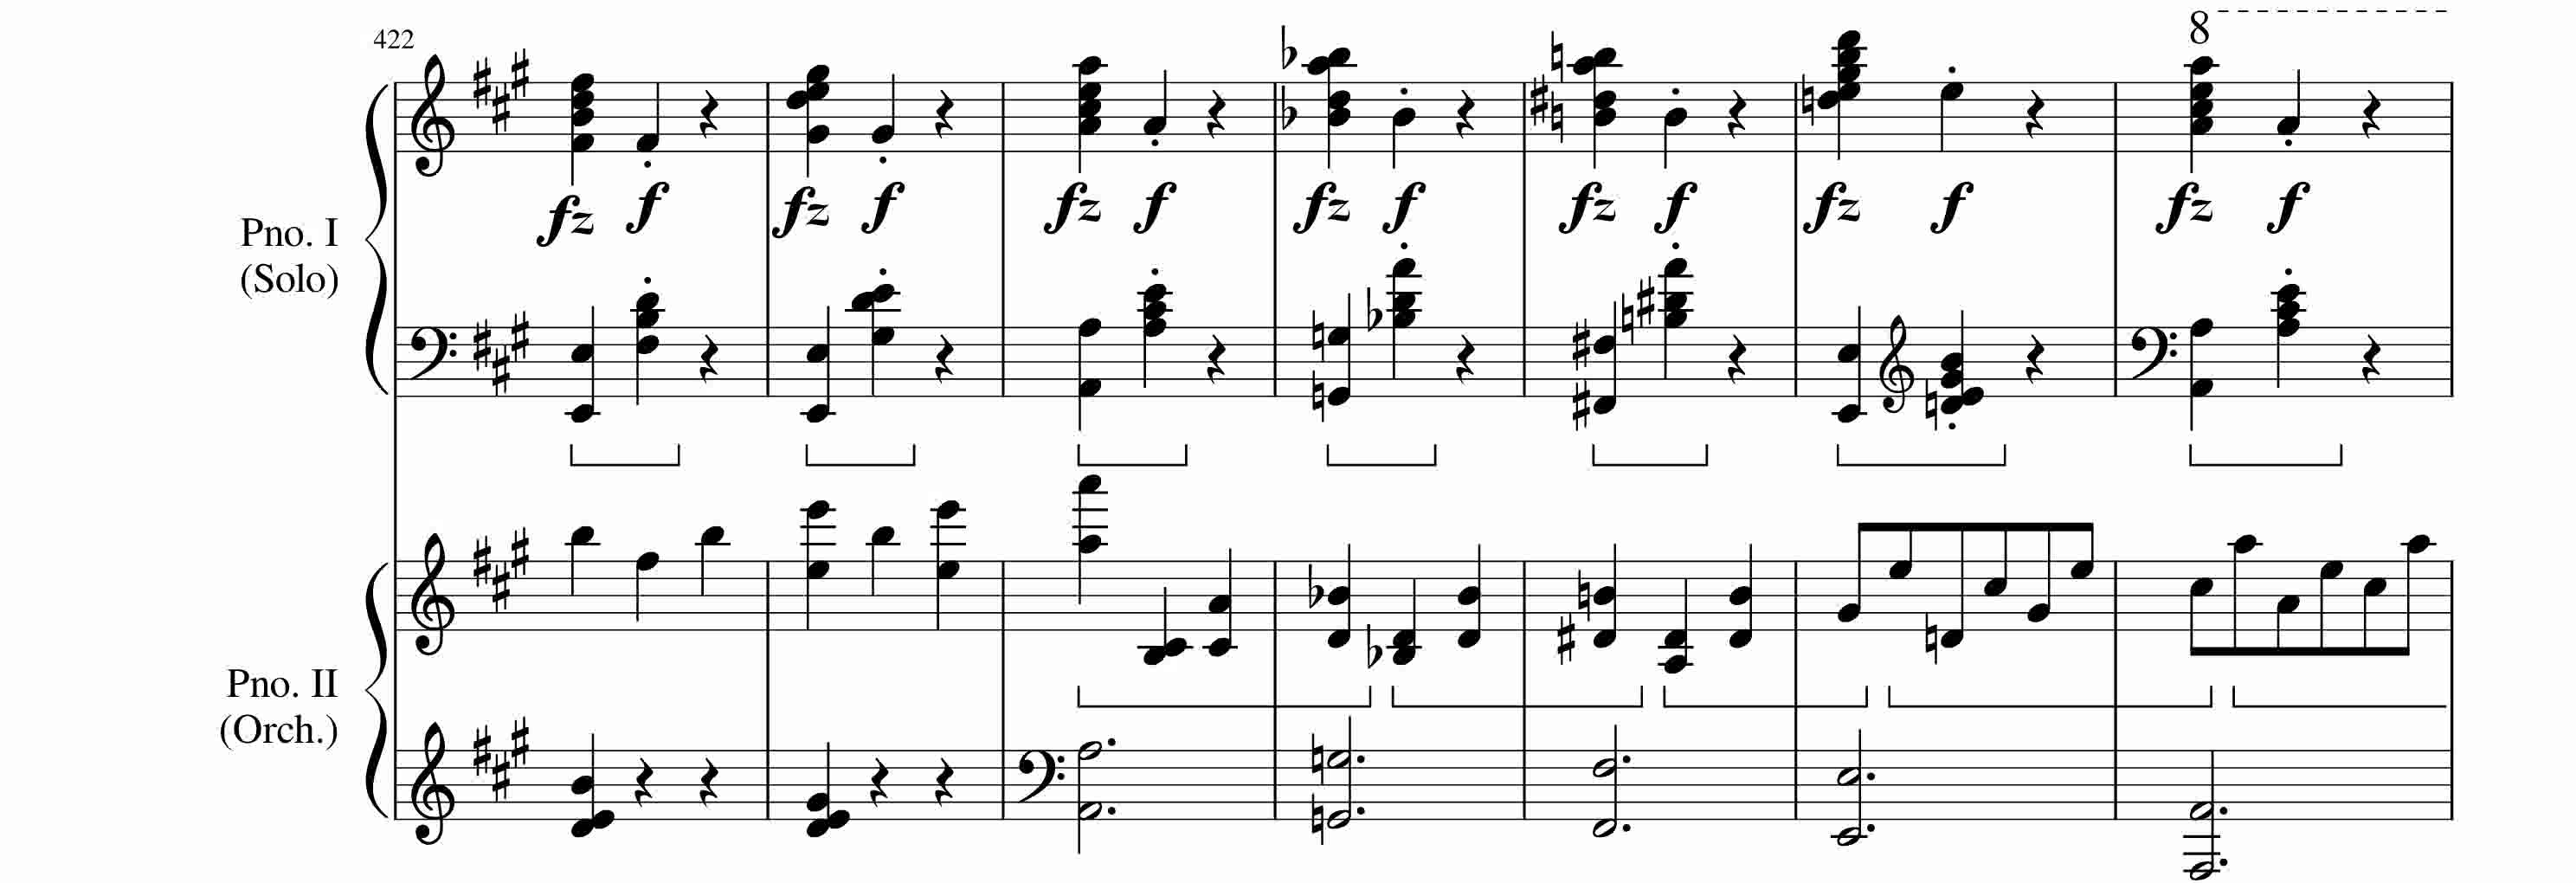 8
422
fz f fz f fz f fz f fz f fz f fz f
Pno. I
(Solo)
Pno. II
(Orch.)